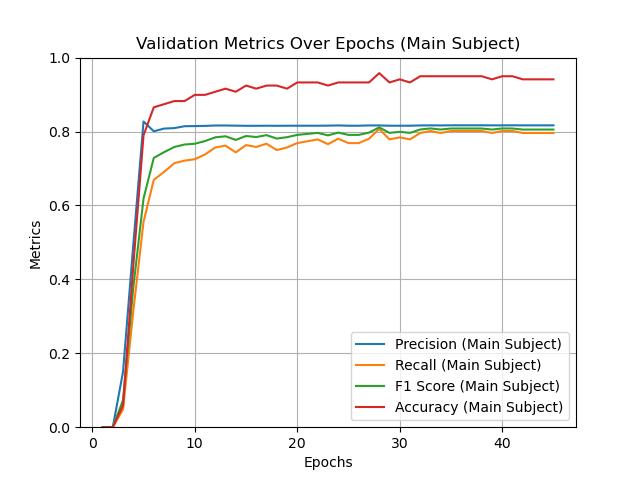 Validation Metrics Over Epochs (Main Subject)
1.0
0.8
0.6
0.4
0.2
0.0
Metrics
Precision (Main Subject)
Recall (Main Subject)
F1 Score (Main Subject)
Accuracy (Main Subject)
0 10 20 30 40
Epochs